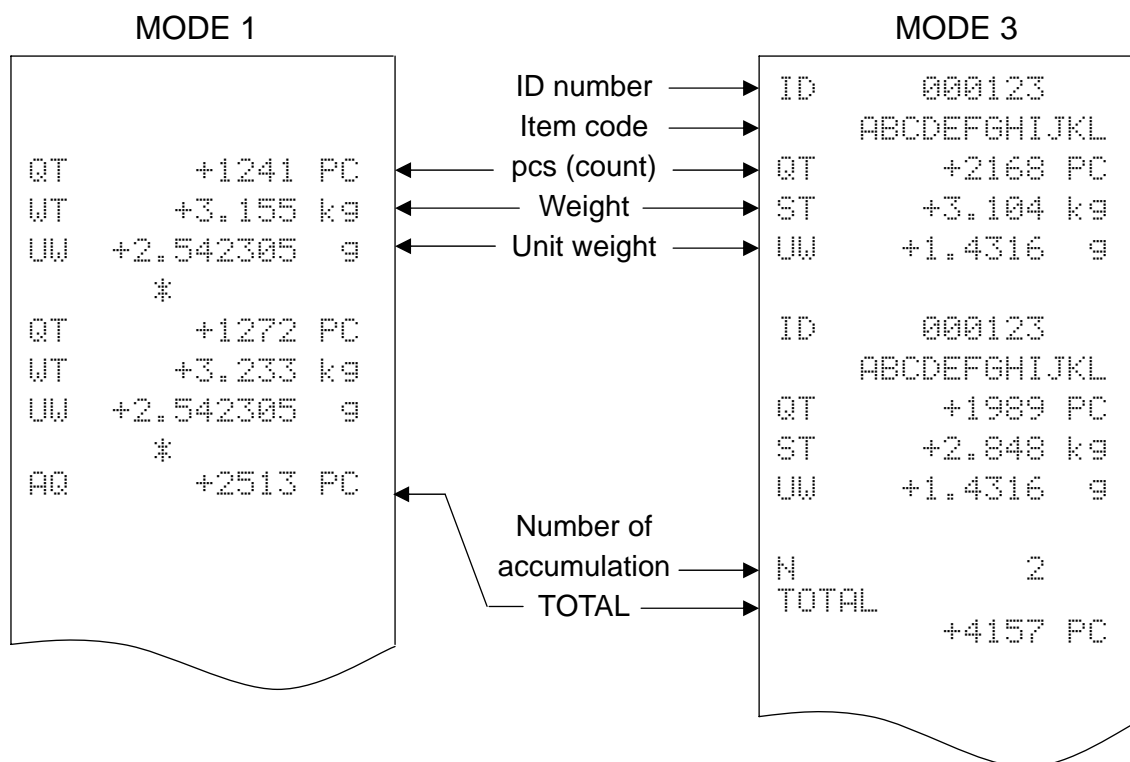 MODE 1
QT +1241 PC
WT +3.155 kg
UW +2.542305 g
*
QT +1272 PC
WT +3.233 kg
UW +2.542305 g
*
AQ +2513 PC
ID number
Item code
pcs (count)
Weight
Unit weight
Number of
accumulation
TOTAL
MODE 3
ID 000123
ABCDEFGHIJKL
QT +2168 PC
ST +3.104 kg
UW +1.4316 g
ID 000123
ABCDEFGHIJKL
QT +1989 PC
ST +2.848 kg
UW +1.4316 g
N 2
TOTAL
+4157 PC